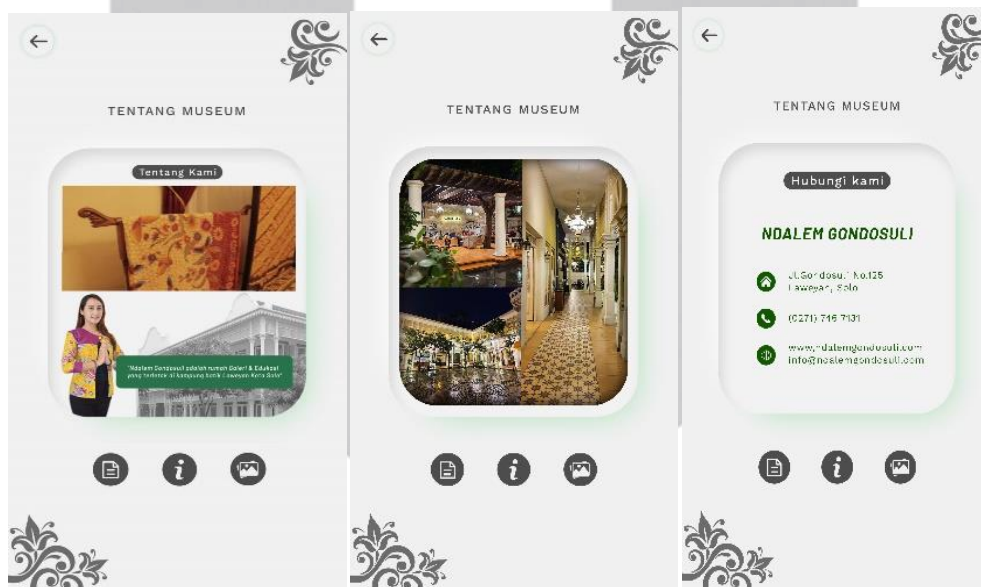 TENTANG MUSEUM
Tentang Kami
"Ndalem Gondosuli adalah rumah Galeri & Edukasi
yang terletak di kampung batik Laweyan Kota Solo"
TENTANG MUSEUM
TENTANG MUSEUM
Hubungi kami
NDALEM GONDOSULI
Jl.Gondosuli No.125
Laweyan, Solo
(0271) 746 7131
www.ndalemgondosuli.com
info@ndalemgondosuli.com